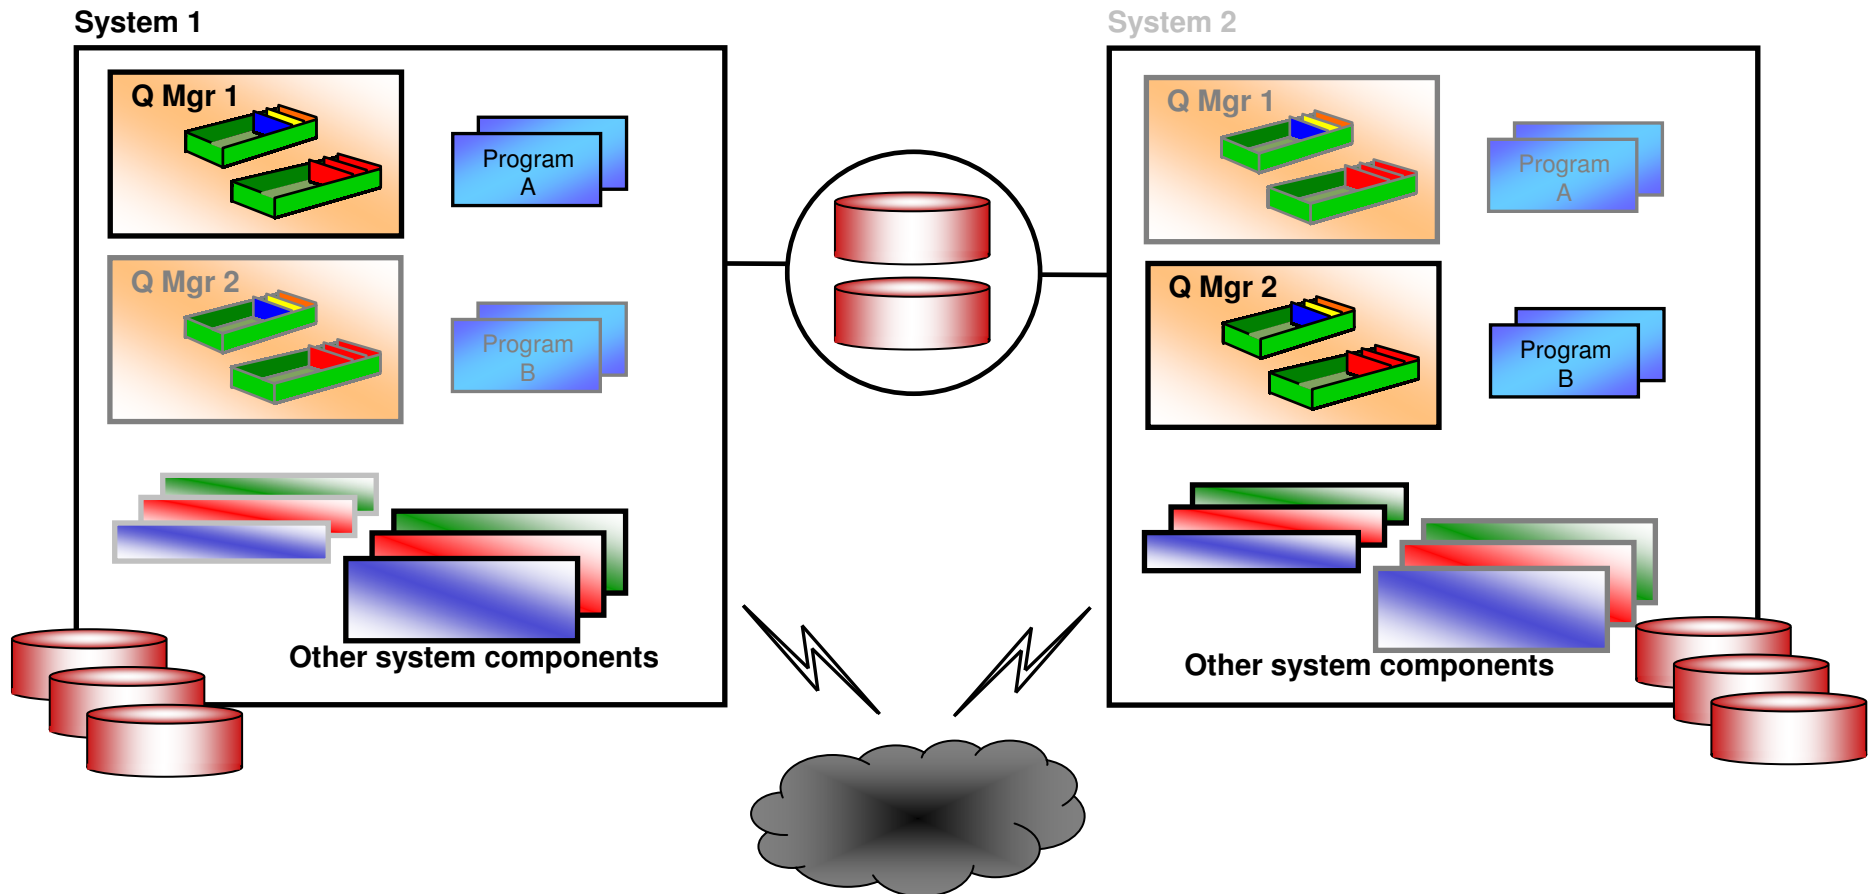 System 1
Q Mgr 1
Program
A
Q Mgr 2
Program
B
Other system components
System 2
Q Mgr 1
Program
A
Q Mgr 2
Program
B
Other system components